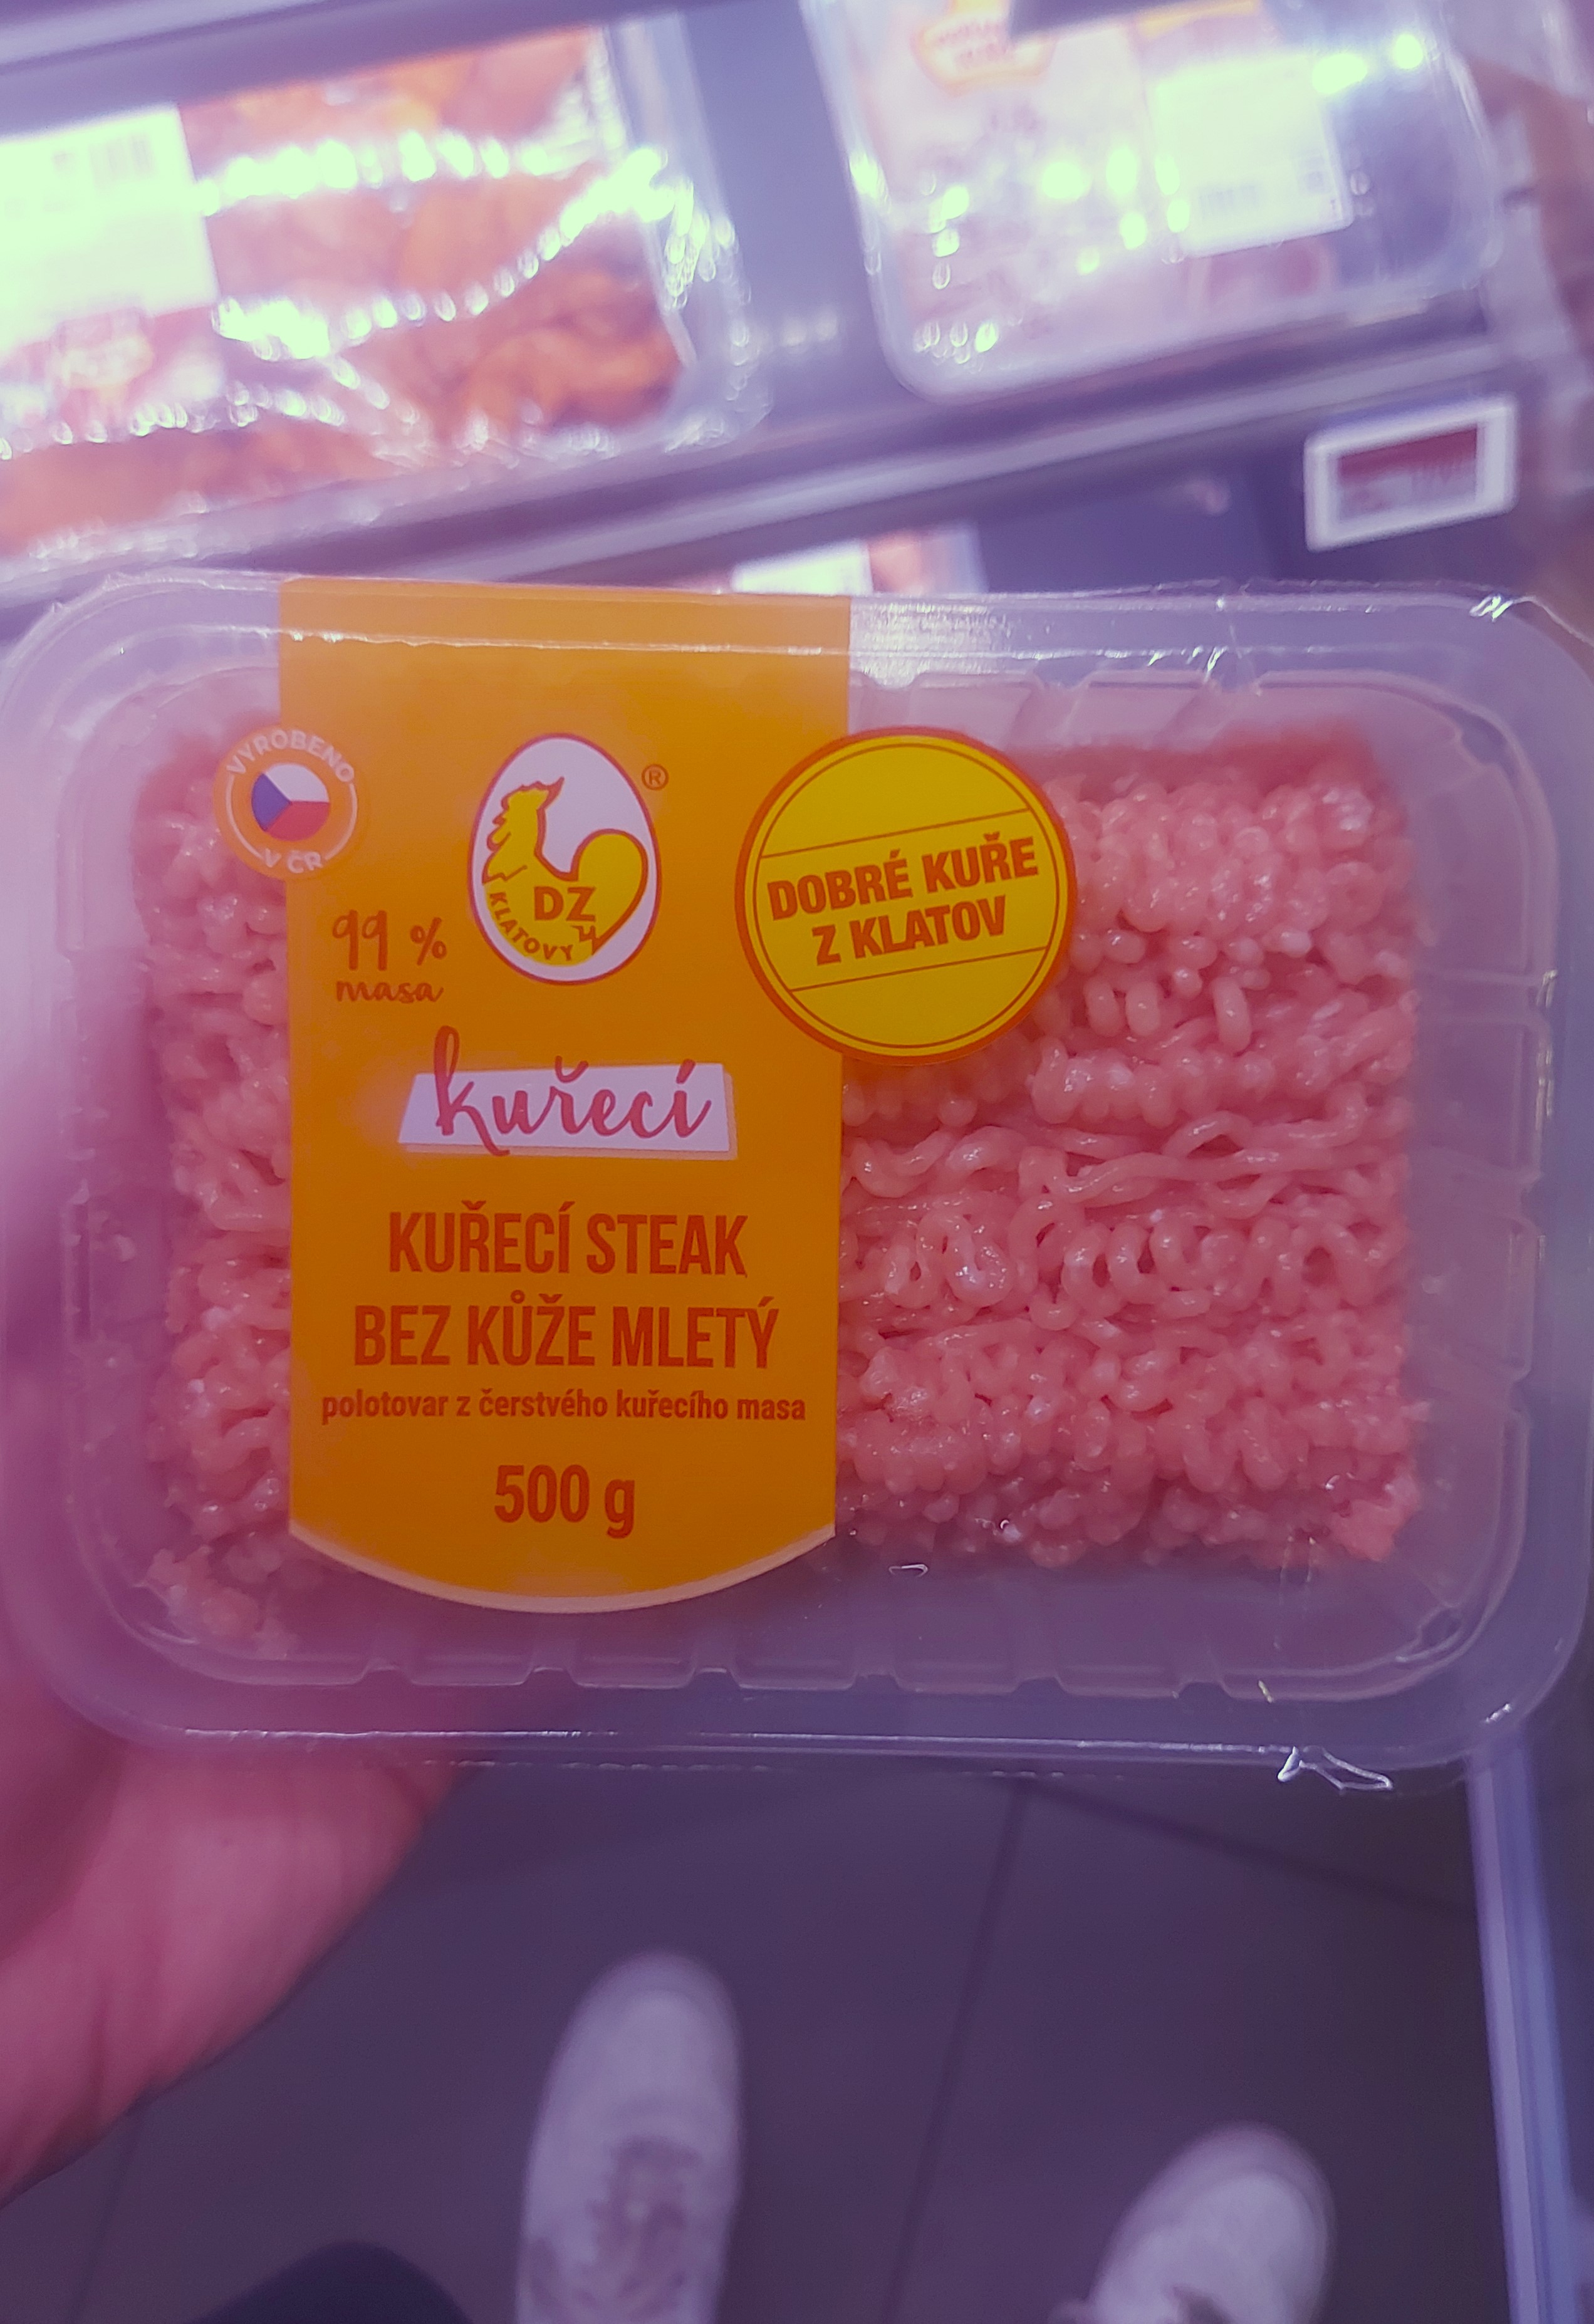 VYROBENO
V ČR
99 %
masa
®
DZ
KLATOVY
DOBRÉ KUŘE
Z KLATOV
kuřecí
KUŘECÍ STEAK
BEZ KŮŽE MLETÝ
polotovar z čerstvého kuřecího masa
500 g